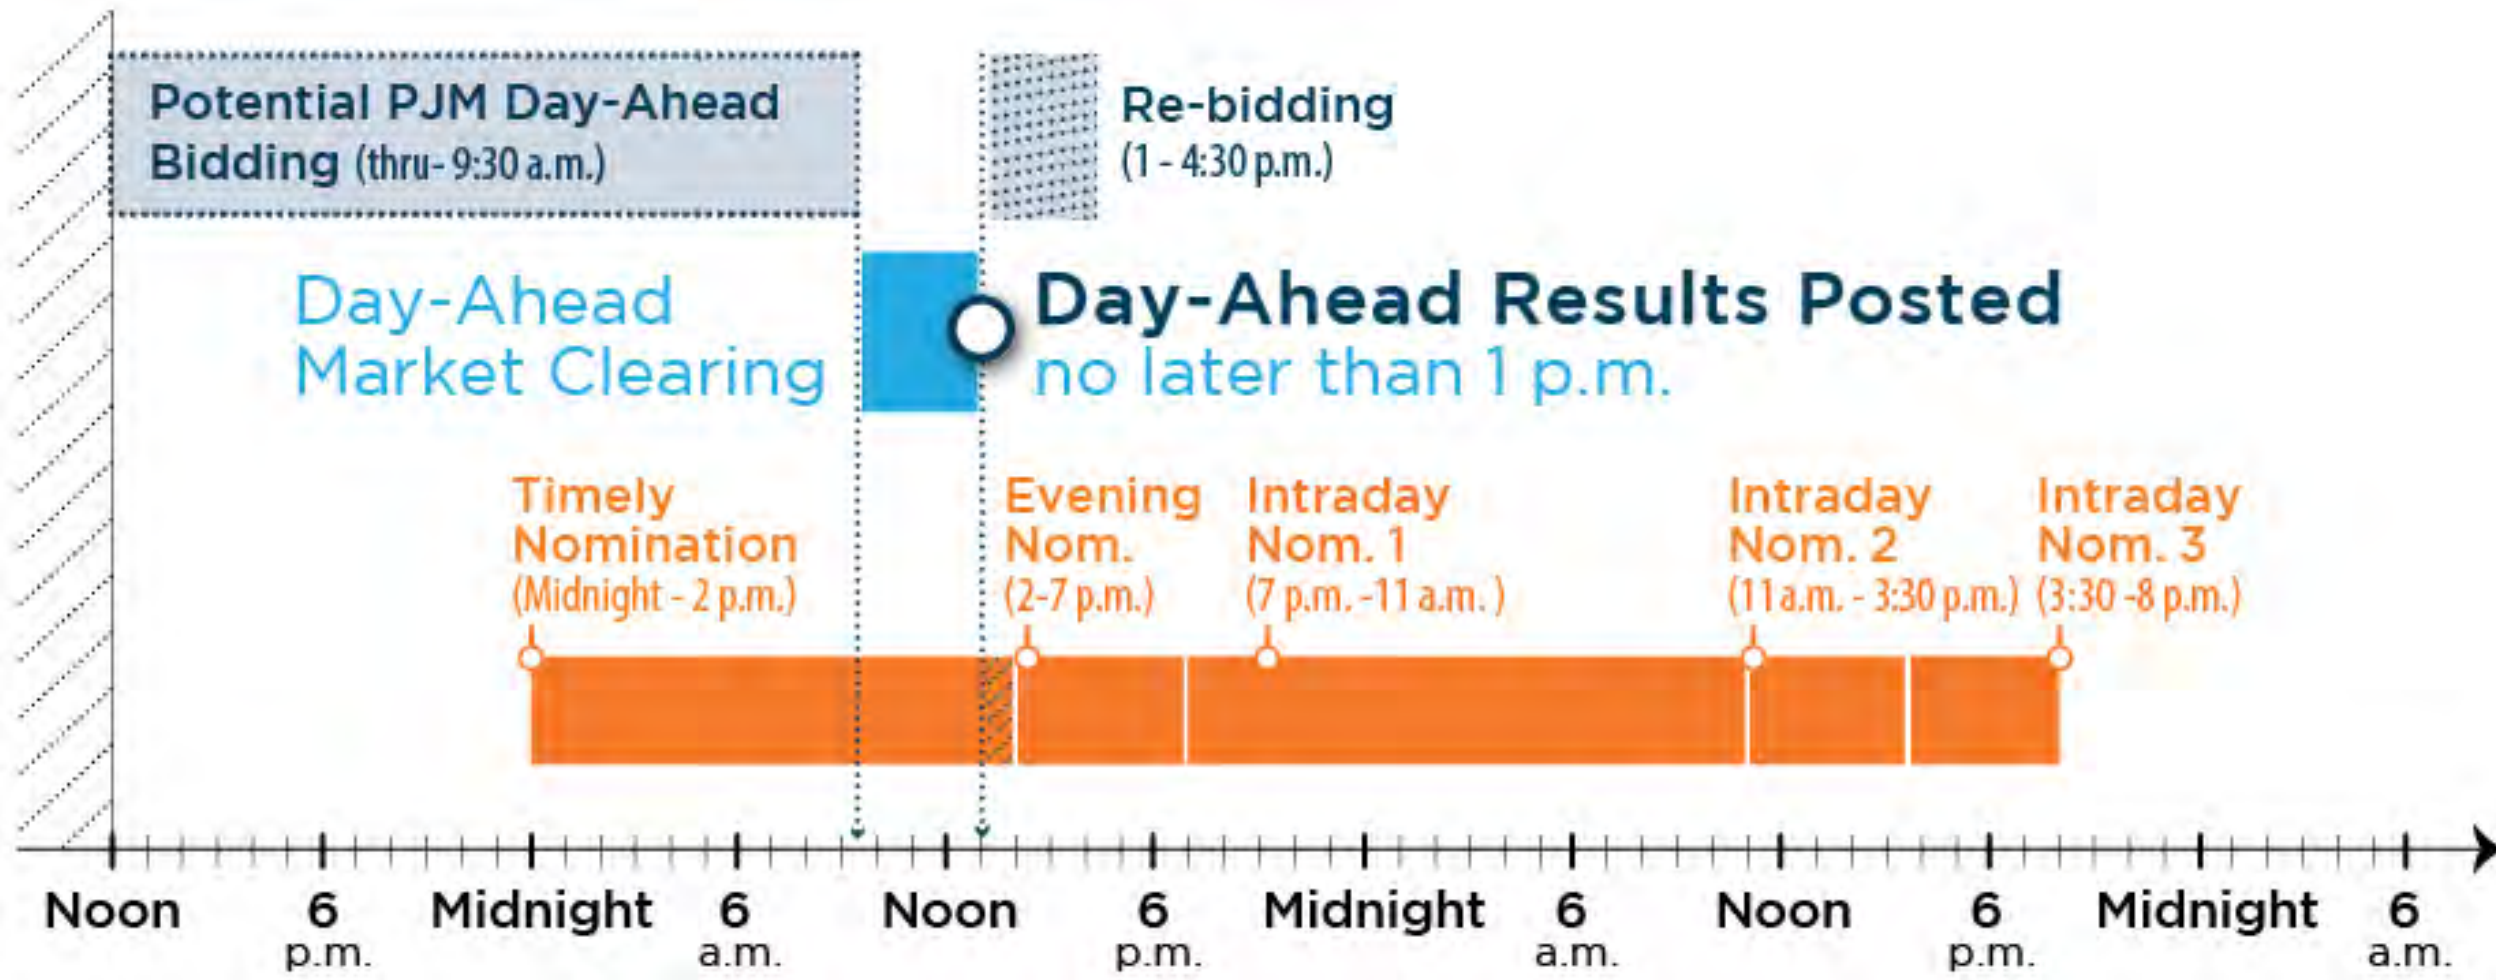 Potential PJM Day-Ahead
Bidding (thru- 9:30 a.m.)
Re-bidding
(1 - 4:30 p.m.)
Day-Ahead
Market Clearing
Day-Ahead Results Posted
no later than 1 p.m.
Timely
Nomination
(Midnight - 2 p.m.)
Evening
Nom.
(2-7 p.m.)
Intraday
Nom. 1
(7 p.m. -11 a.m. )
Intraday
Nom. 2
(11 a.m. - 3:30 p.m.)
Intraday
Nom. 3
(3:30 -8 p.m.)
Noon
6
p.m.
Midnight
6
a.m.
Noon
6
p.m.
Midnight
6
a.m.
Noon
6
p.m.
Midnight
6
a.m.